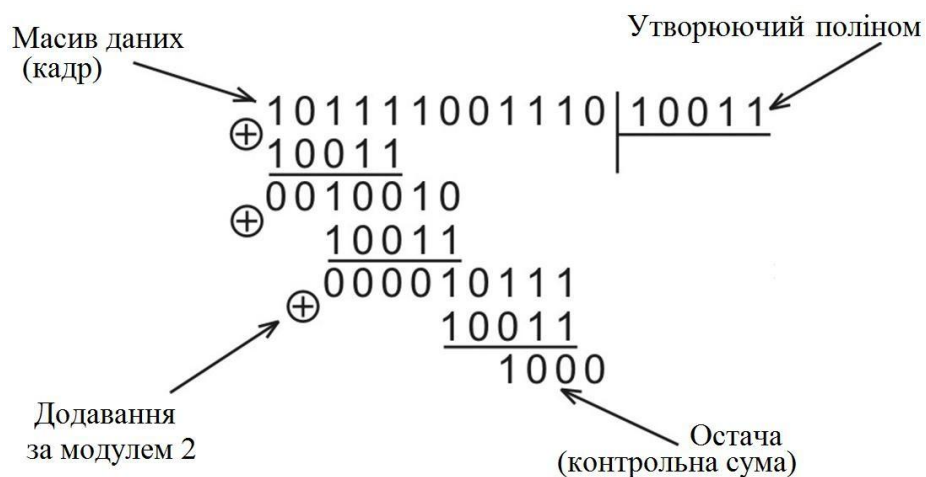 Масив даних
(кадр)
Утворюючий поліном
101111001110 10011
⊕
10011
0010010
⊕
10011
000010111
⊕
10011
1000
Додавання
за модулем 2
Остача
(контрольна сума)